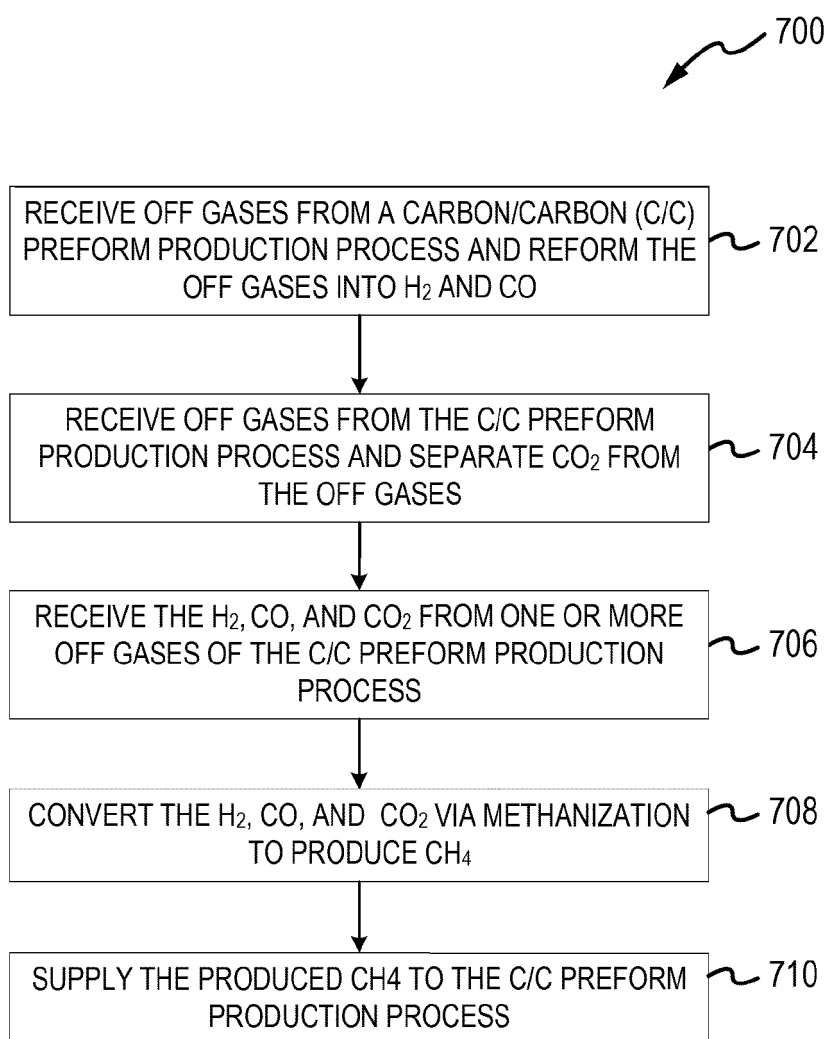 700
RECEIVE OFF GASES FROM A CARBON/CARBON (C/C)
PREFORM PRODUCTION PROCESS AND REFORM THE
OFF GASES INTO H₂ AND CO
702
RECEIVE OFF GASES FROM THE C/C PREFORM
PRODUCTION PROCESS AND SEPARATE CO₂ FROM
THE OFF GASES
704
RECEIVE THE H₂, CO, AND CO₂ FROM ONE OR MORE
OFF GASES OF THE C/C PREFORM PRODUCTION
PROCESS
706
CONVERT THE H₂, CO, AND CO₂ VIA METHANIZATION
TO PRODUCE CH₄
708
SUPPLY THE PRODUCED CH4 TO THE C/C PREFORM
PRODUCTION PROCESS
710